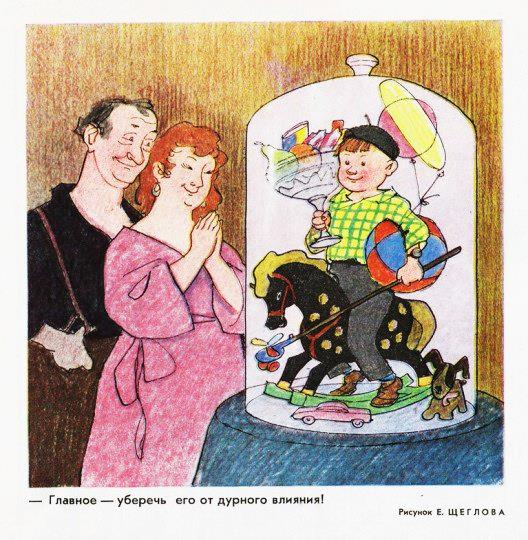 — Главное — уберечь его от дурного влияния!
Рисунок Е. ЩЕГЛОВА